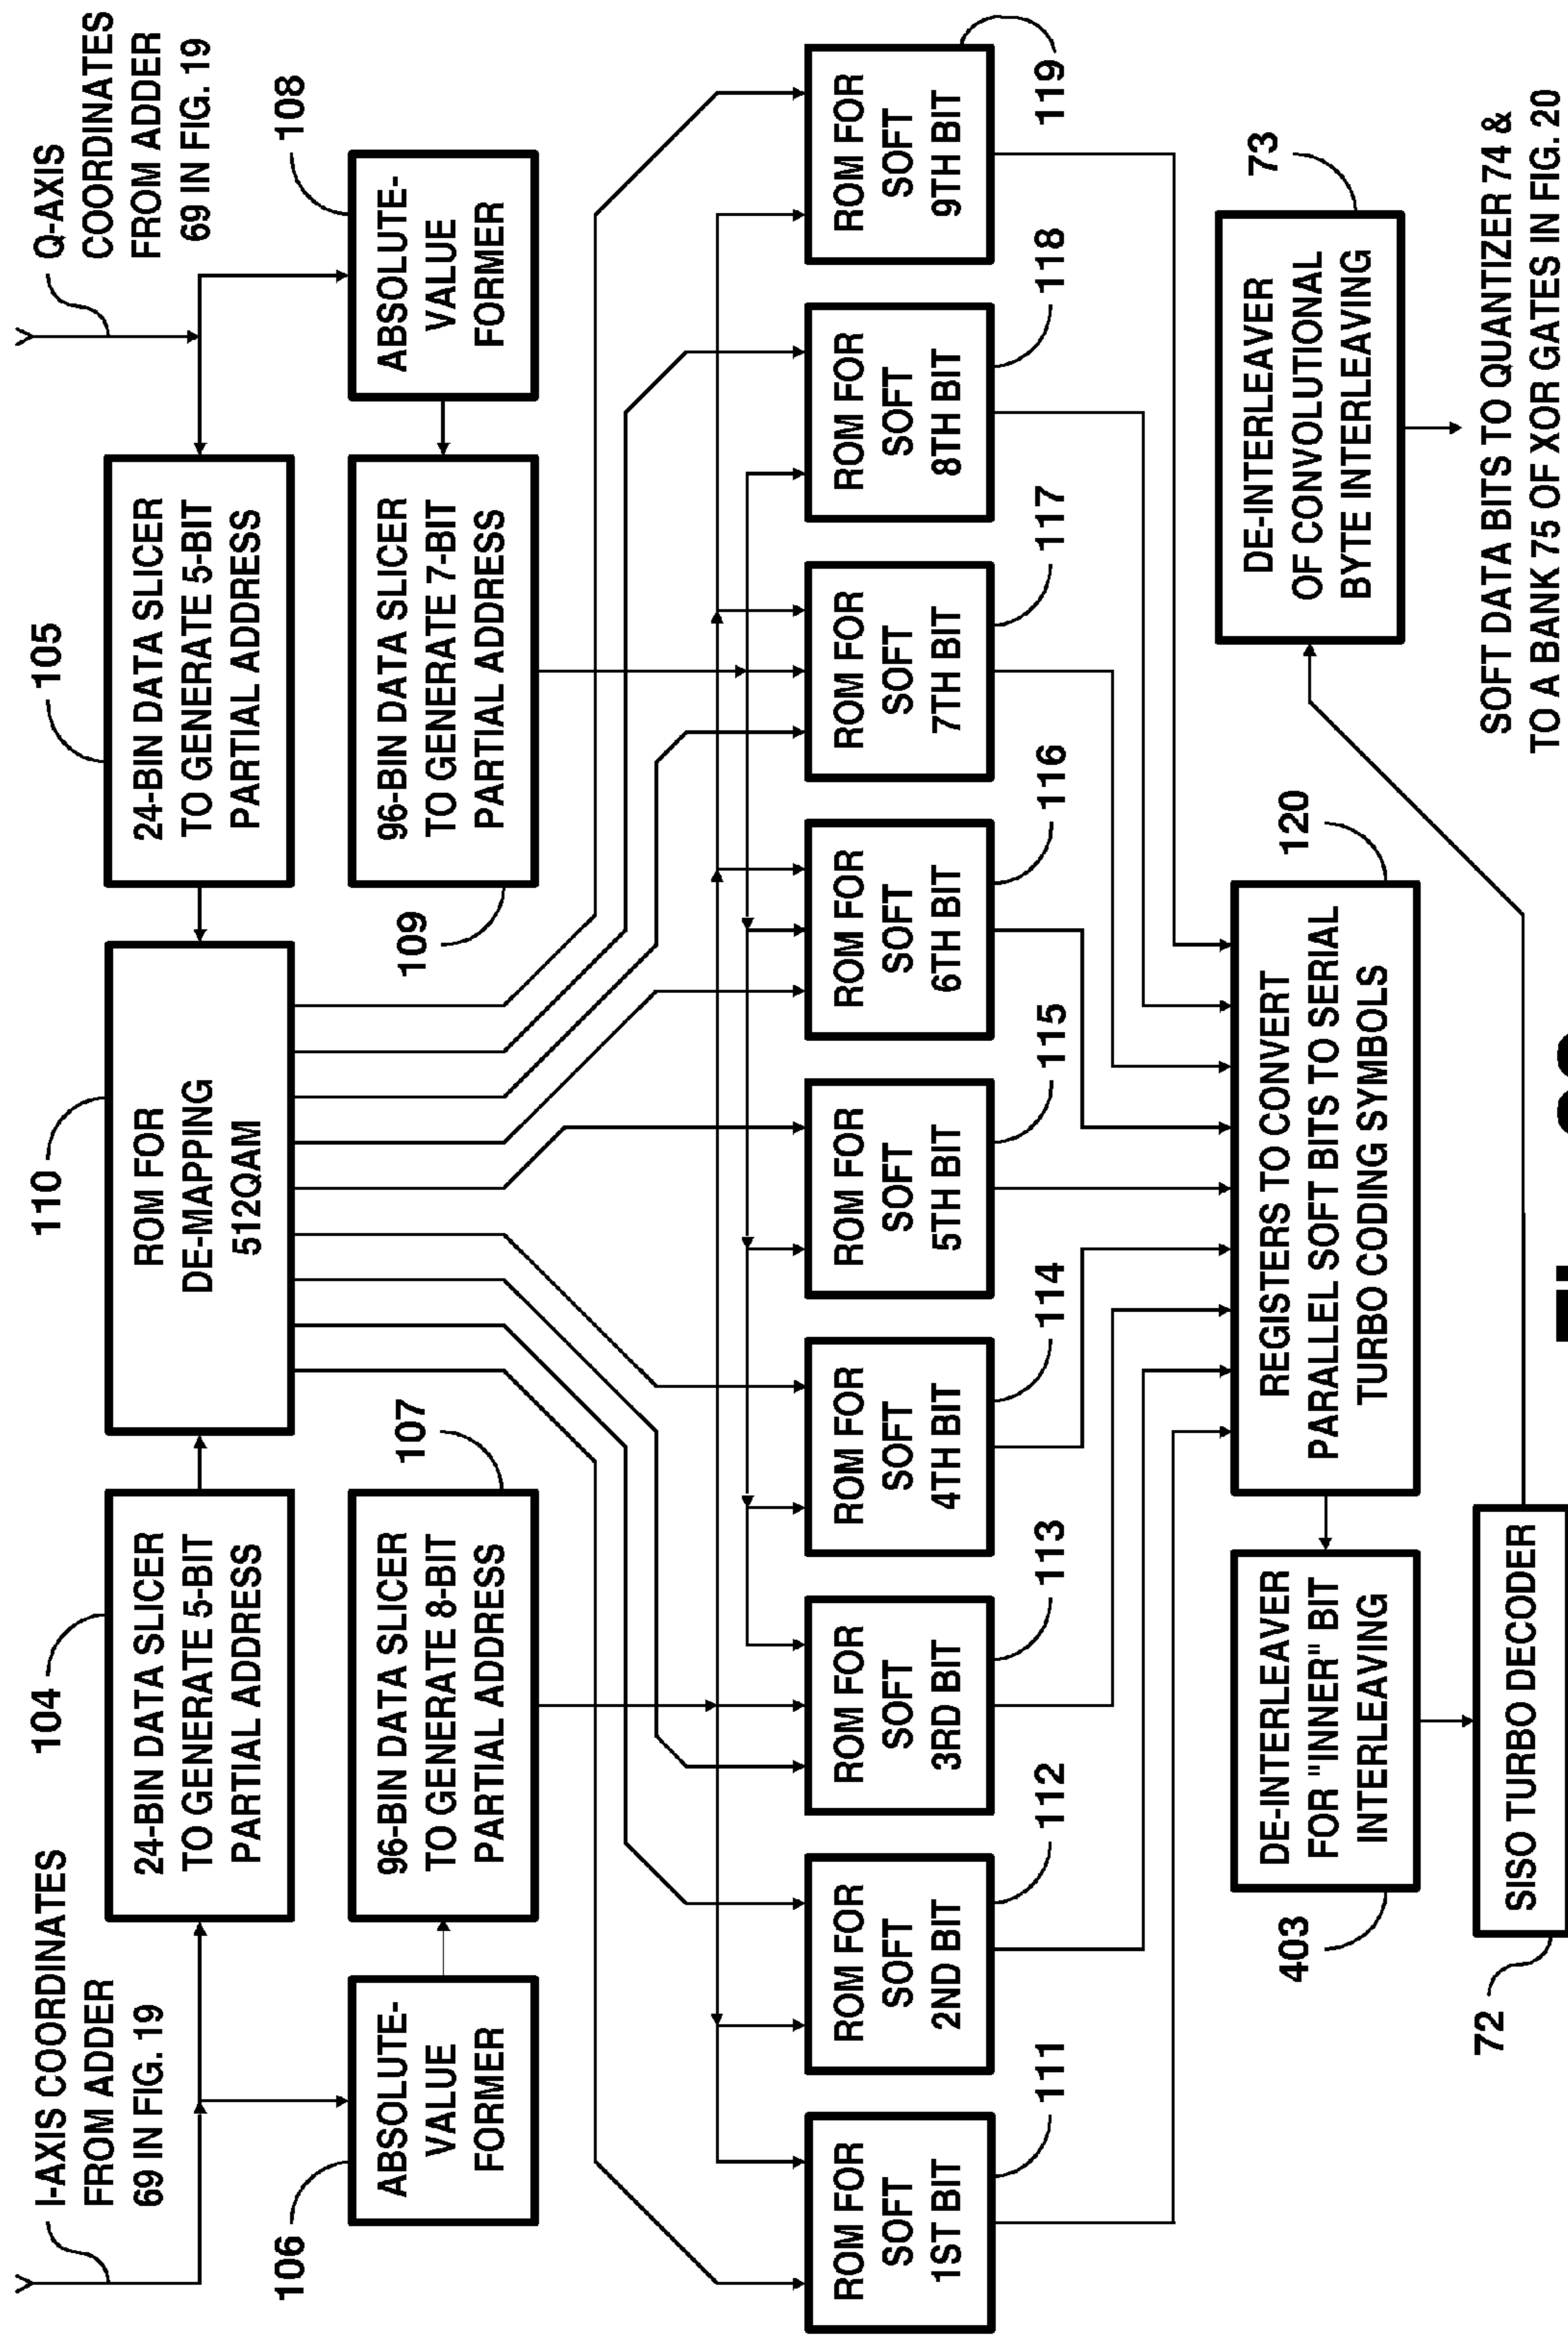 I-AXIS COORDINATES
FROM ADDER
69 IN FIG. 19
Q-AXIS
COORDINATES
FROM ADDER
69 IN FIG. 19
104
24-BIN DATA SLICER
TO GENERATE 5-BIT
PARTIAL ADDRESS
110
ROM FOR
DE-MAPPING
512QAM
105
24-BIN DATA SLICER
TO GENERATE 5-BIT
PARTIAL ADDRESS
106
ABSOLUTE-
VALUE
FORMER
107
96-BIN DATA SLICER
TO GENERATE 8-BIT
PARTIAL ADDRESS
109
96-BIN DATA SLICER
TO GENERATE 7-BIT
PARTIAL ADDRESS
108
ABSOLUTE-
VALUE
FORMER
ROM FOR
SOFT
1ST BIT
111
ROM FOR
SOFT
2ND BIT
112
ROM FOR
SOFT
3RD BIT
113
ROM FOR
SOFT
4TH BIT
114
ROM FOR
SOFT
5TH BIT
115
ROM FOR
SOFT
6TH BIT
116
ROM FOR
SOFT
7TH BIT
117
ROM FOR
SOFT
8TH BIT
118
ROM FOR
SOFT
9TH BIT
119
403
DE-INTERLEAVER
FOR "INNER" BIT
INTERLEAVING
REGISTERS TO CONVERT
PARALLEL SOFT BITS TO SERIAL
TURBO CODING SYMBOLS
120
DE-INTERLEAVER
OF CONVOLUTIONAL
BYTE INTERLEAVING
73
72
SISO TURBO DECODER
SOFT DATA BITS TO QUANTIZER 74 &
TO A BANK 75 OF XOR GATES IN FIG. 20